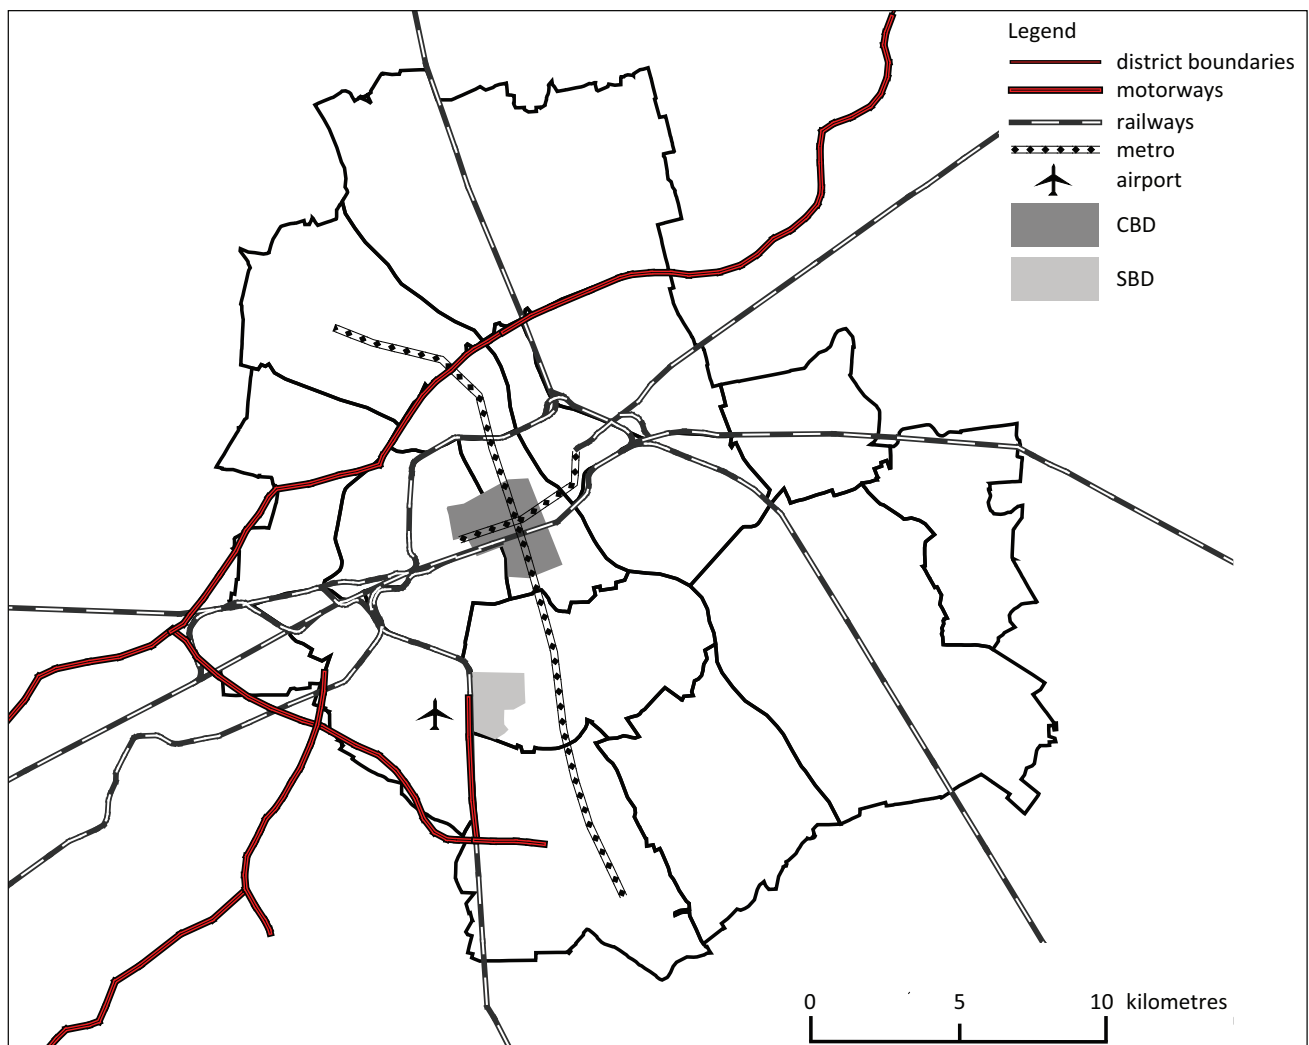 Legend
district boundaries
motorways
railways
metro
airport
CBD
SBD
0 5 10 kilometres